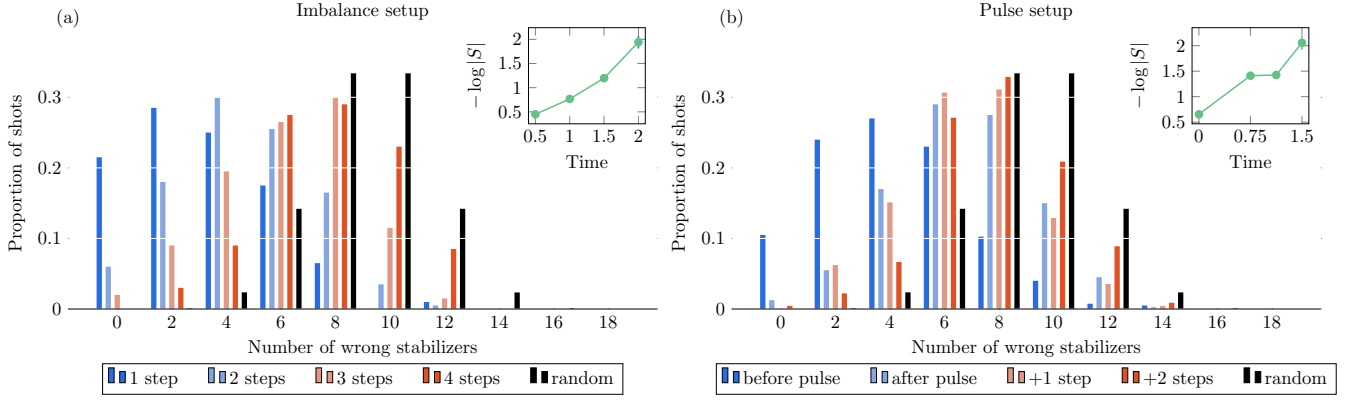 (a)
Imbalance setup
Proportion of shots
0
0.1
0.2
0.3
0 2 4 6 8 10 12 14 16 18
Number of wrong stabilizers
− log |S|
0.5
1
1.5
2
0.5 1 1.5 2
Time
1 step 2 steps 3 steps 4 steps random
(b)
Pulse setup
Proportion of shots
0
0.1
0.2
0.3
0 2 4 6 8 10 12 14 16 18
Number of wrong stabilizers
− log |S|
0.5
1
1.5
2
0 0.75 1.5
Time
before pulse after pulse +1 step +2 steps random